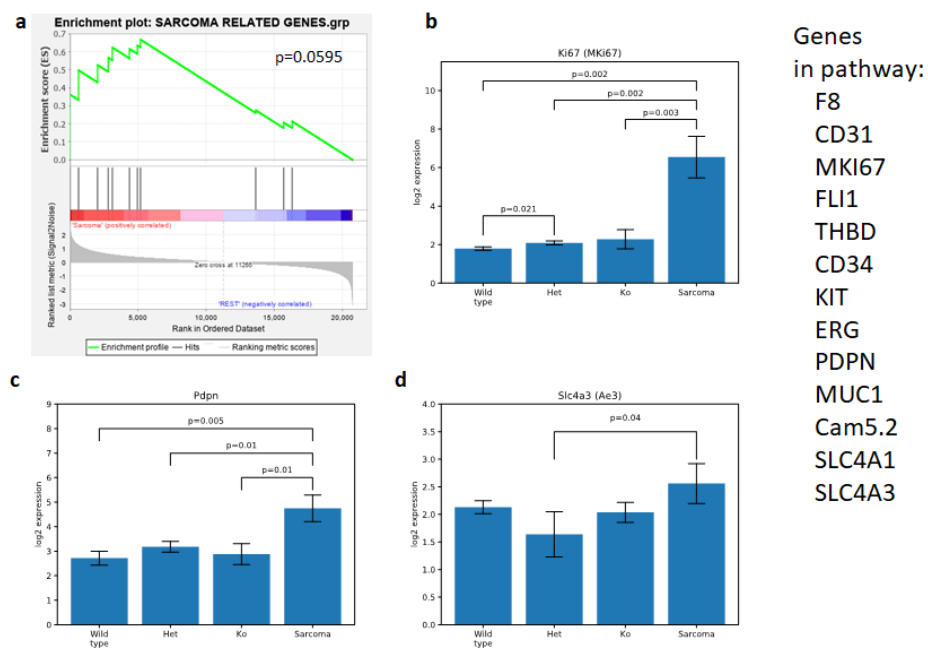 a
Enrichment plot: SARCOMA RELATED GENES.grp
p=0.0595
Enrichment score (ES)
0.7
0.6
0.5
0.4
0.3
0.2
0.1
0.0
'Sarcoma' (positively correlated)
Ranked list metric (Signal2Noise)
2
1
0
-1
-2
-3
Zero cross at 11266
'REST' (negatively correlated)
0 5,000 10,000 15,000 20,000
Rank in Ordered Dataset
Enrichment profile Hits Ranking metric scores
b
Ki67 (MKi67)
log2 expression
10
8
6
4
2
0
p=0.002
p=0.002
p=0.003
p=0.021
Wild type Het Ko Sarcoma
Genes
in pathway:
F8
CD31
MKI67
FLI1
THBD
CD34
KIT
ERG
PDPN
MUC1
Cam5.2
SLC4A1
SLC4A3
c
Pdpn
log2 expression
9
8
7
6
5
4
3
2
1
0
p=0.005
p=0.01
p=0.01
Wild type Het Ko Sarcoma
d
Slc4a3 (Ae3)
log2 expression
4.0
3.5
3.0
2.5
2.0
1.5
1.0
0.5
0.0
p=0.04
Wild type Het Ko Sarcoma